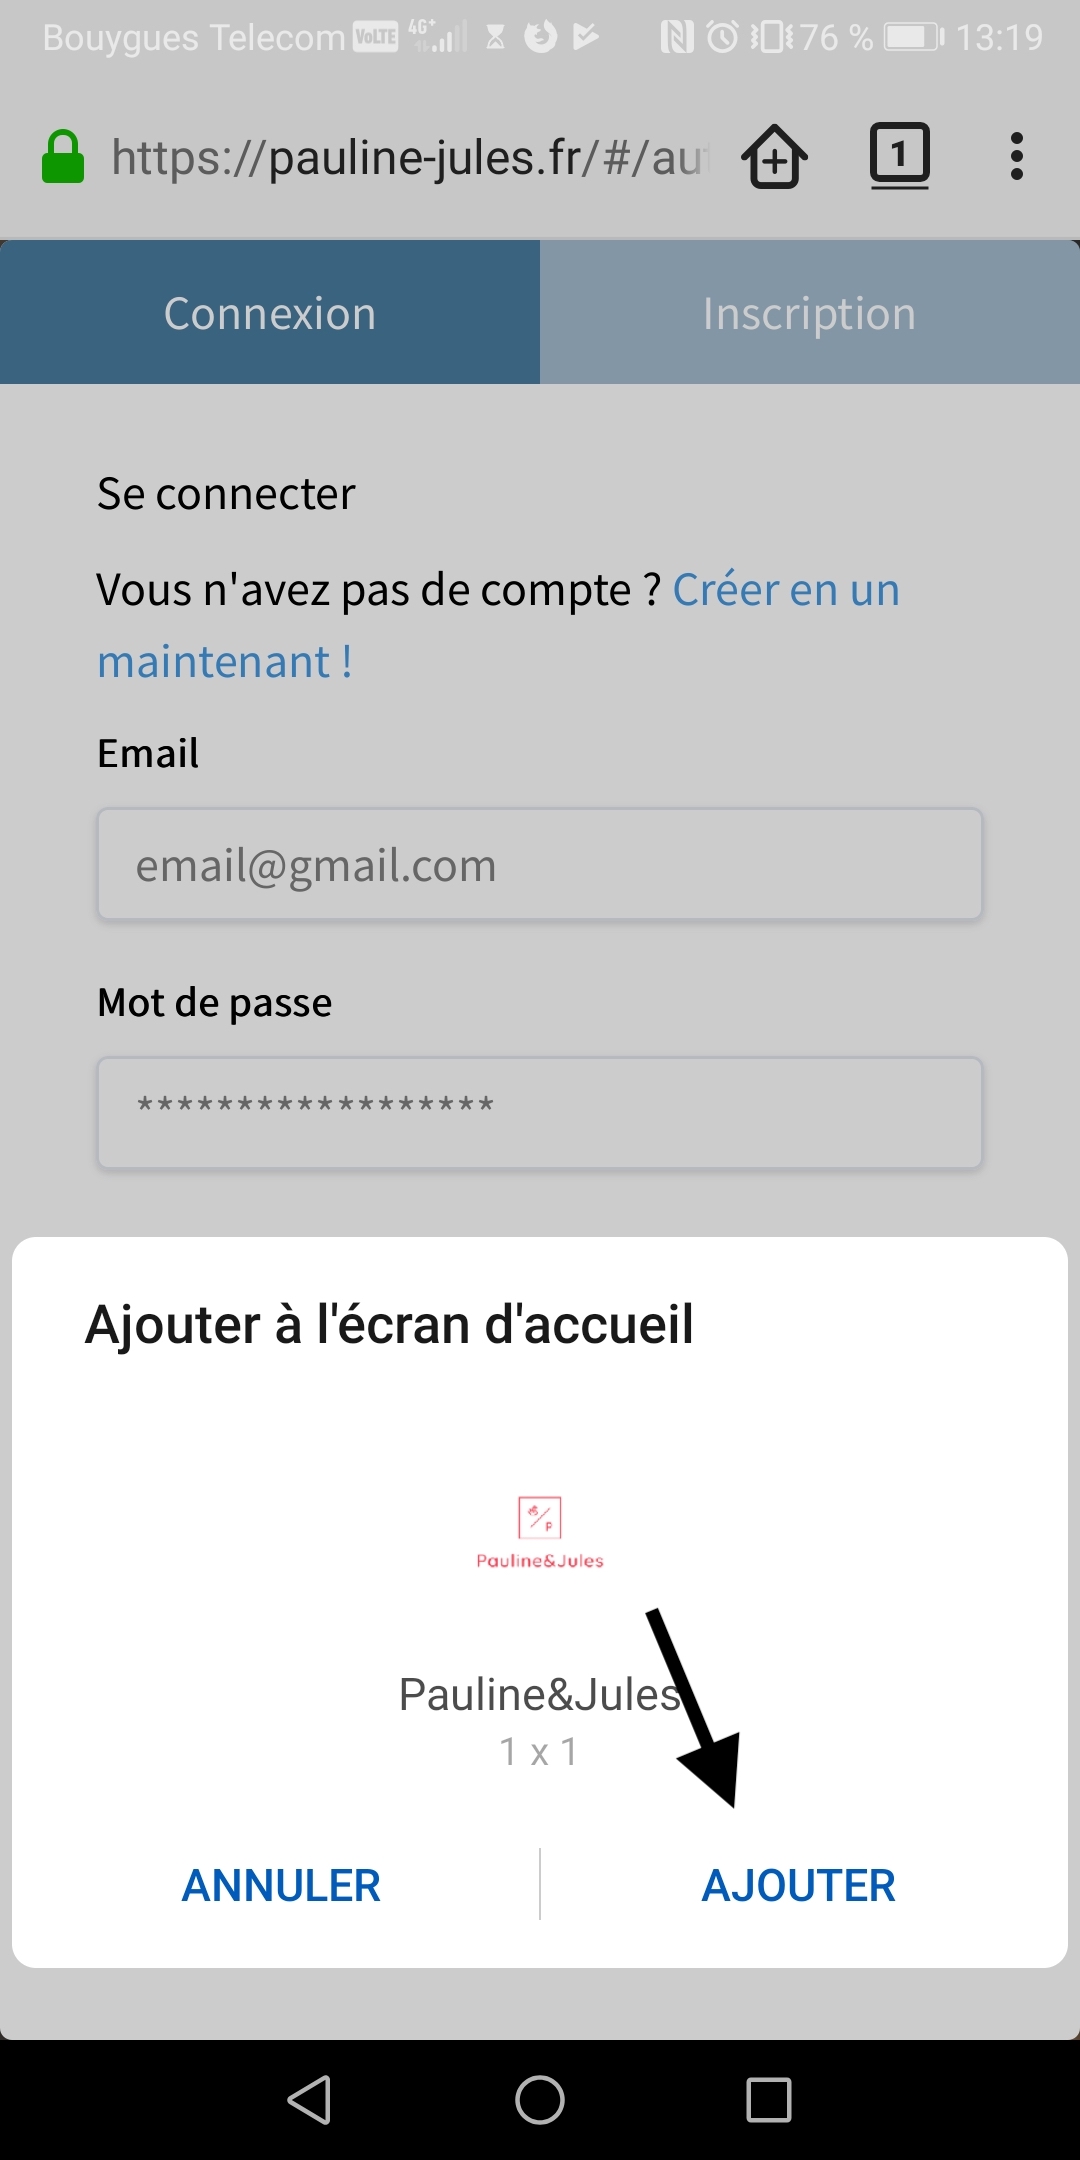 Bouygues Telecom VoLTE 4G+ 76 % 13:19
https://pauline-jules.fr/#/au 1
Connexion Inscription
Se connecter
Vous n'avez pas de compte ? Créer en un
maintenant !
Email
email@gmail.com
Mot de passe
******************
Ajouter à l'écran d'accueil
P
Pauline&Jules
Pauline&Jules
1 x 1
ANNULER AJOUTER